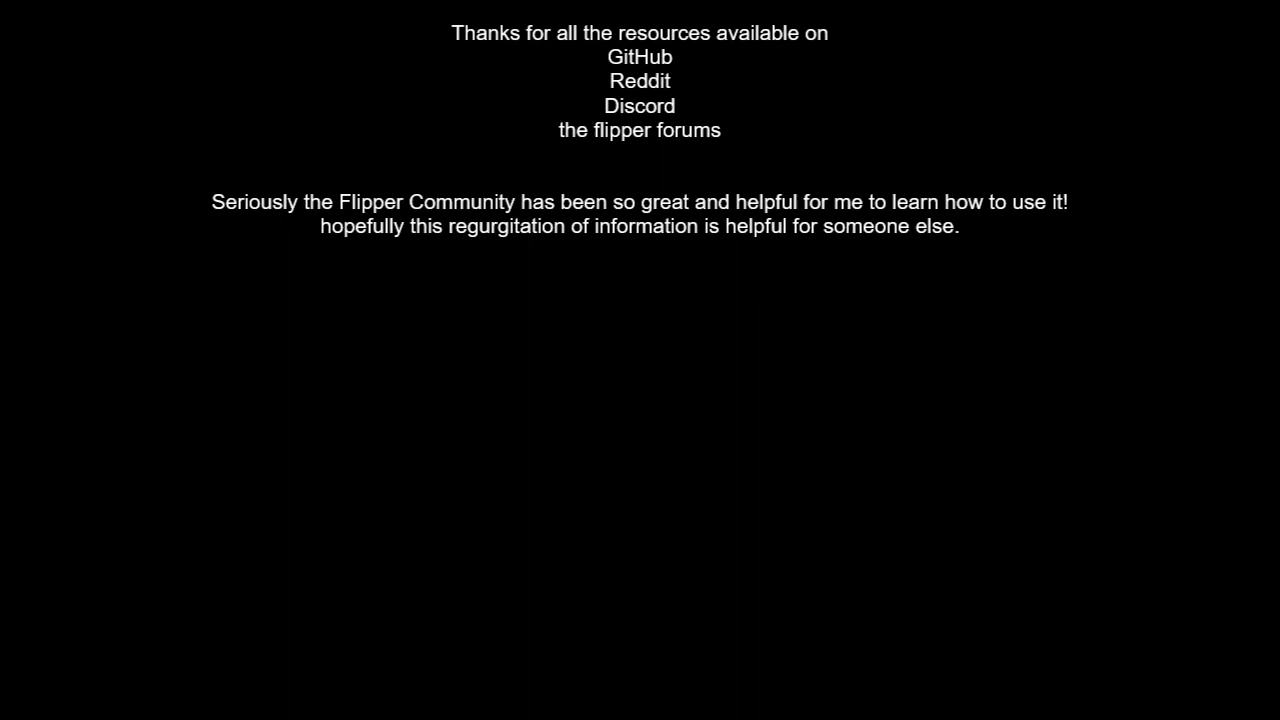 Thanks for all the resources available on
GitHub
Reddit
Discord
the flipper forums
Seriously the Flipper Community has been so great and helpful for me to learn how to use it!
hopefully this regurgitation of information is helpful for someone else.